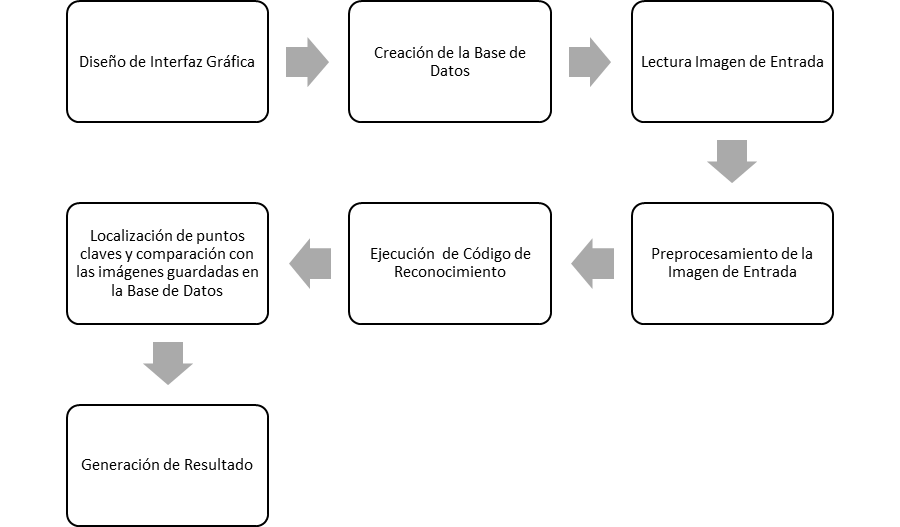 Diseño de Interfaz Gráfica
Creación de la Base de
Datos
Lectura Imagen de Entrada
Preprocesamiento de la
Imagen de Entrada
Ejecución de Código de
Reconocimiento
Localización de puntos
claves y comparación con
las imágenes guardadas en
la Base de Datos
Generación de Resultado